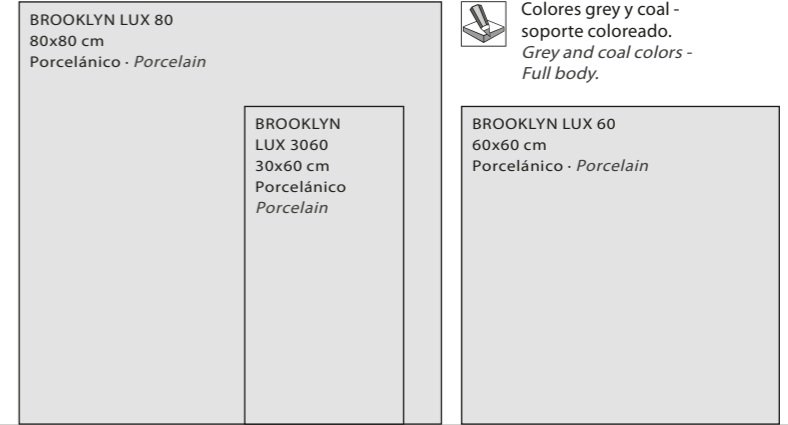 BROOKLYN LUX 80
80x80 cm
Porcelánico · Porcelain
BROOKLYN
LUX 3060
30x60 cm
Porcelánico
Porcelain
Colores grey y coal -
soporte coloreado.
Grey and coal colors -
Full body.
BROOKLYN LUX 60
60x60 cm
Porcelánico · Porcelain